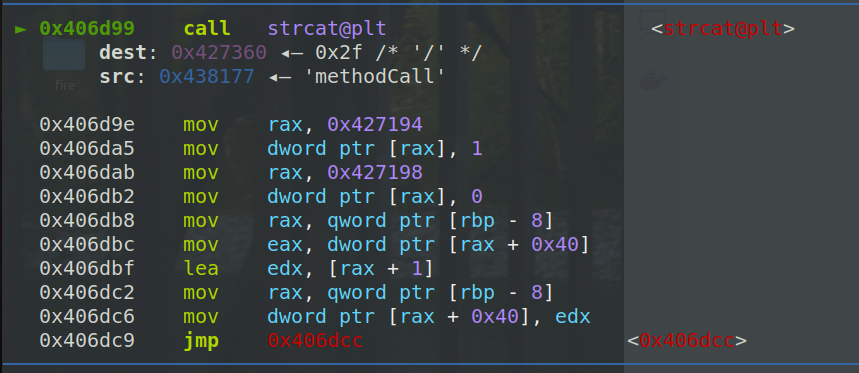 ► 0x406d99    call   strcat@plt                      <strcat@plt>
dest: 0x427360 ◂— 0x2f /* '/' */
src: 0x438177 ◂— 'methodCall'
fire
0x406d9e    mov    rax, 0x427194
0x406da5    mov    dword ptr [rax], 1
0x406dab    mov    rax, 0x427198
0x406db2    mov    dword ptr [rax], 0
0x406db8    mov    rax, qword ptr [rbp - 8]
0x406dbc    mov    eax, dword ptr [rax + 0x40]
0x406dbf    lea    edx, [rax + 1]
0x406dc2    mov    rax, qword ptr [rbp - 8]
0x406dc6    mov    dword ptr [rax + 0x40], edx
0x406dc9    jmp    0x406dcc                      <0x406dcc>